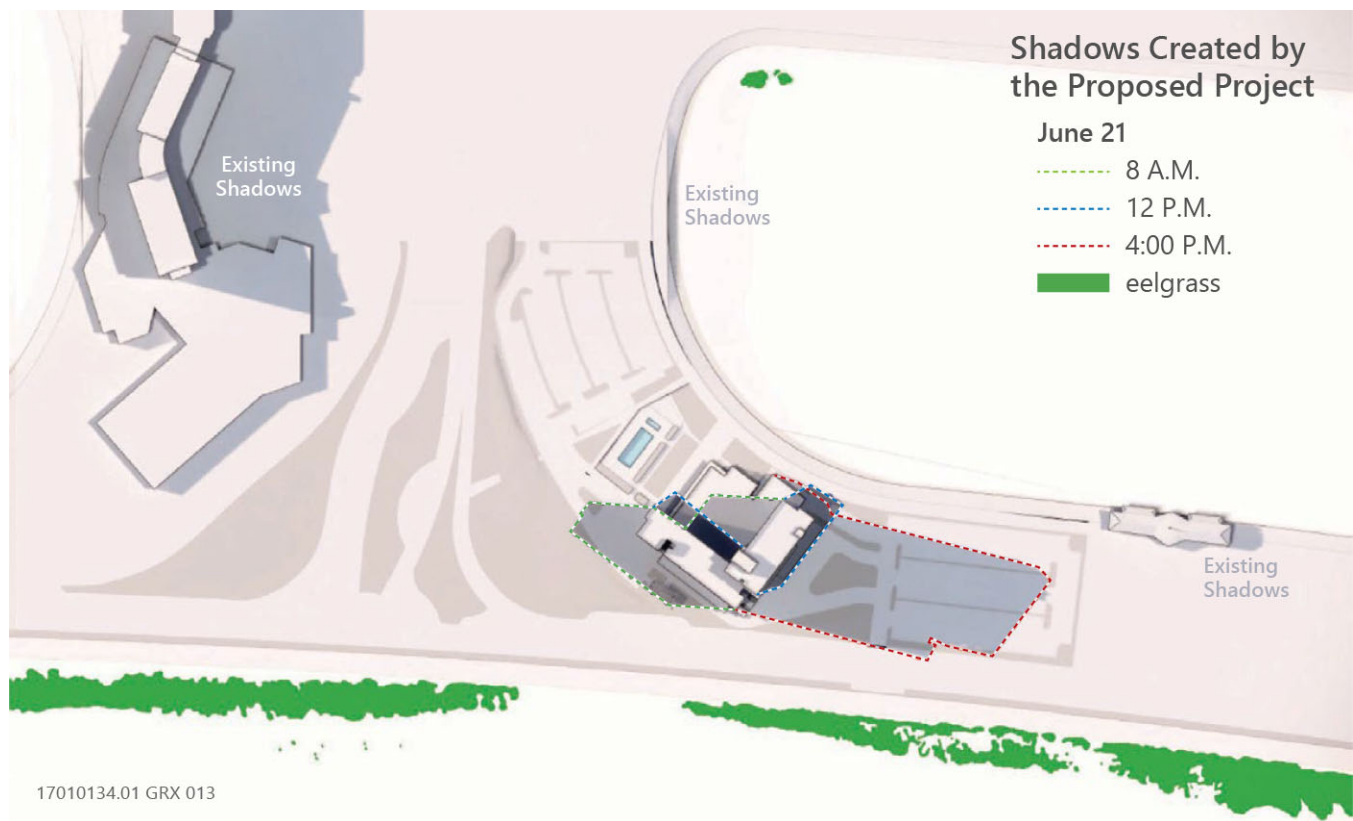 Shadows Created by
the Proposed Project
June 21
8 A.M.
12 P.M.
4:00 P.M.
eelgrass
Existing
Shadows
Existing
Shadows
Existing
Shadows
17010134.01 GRX 013